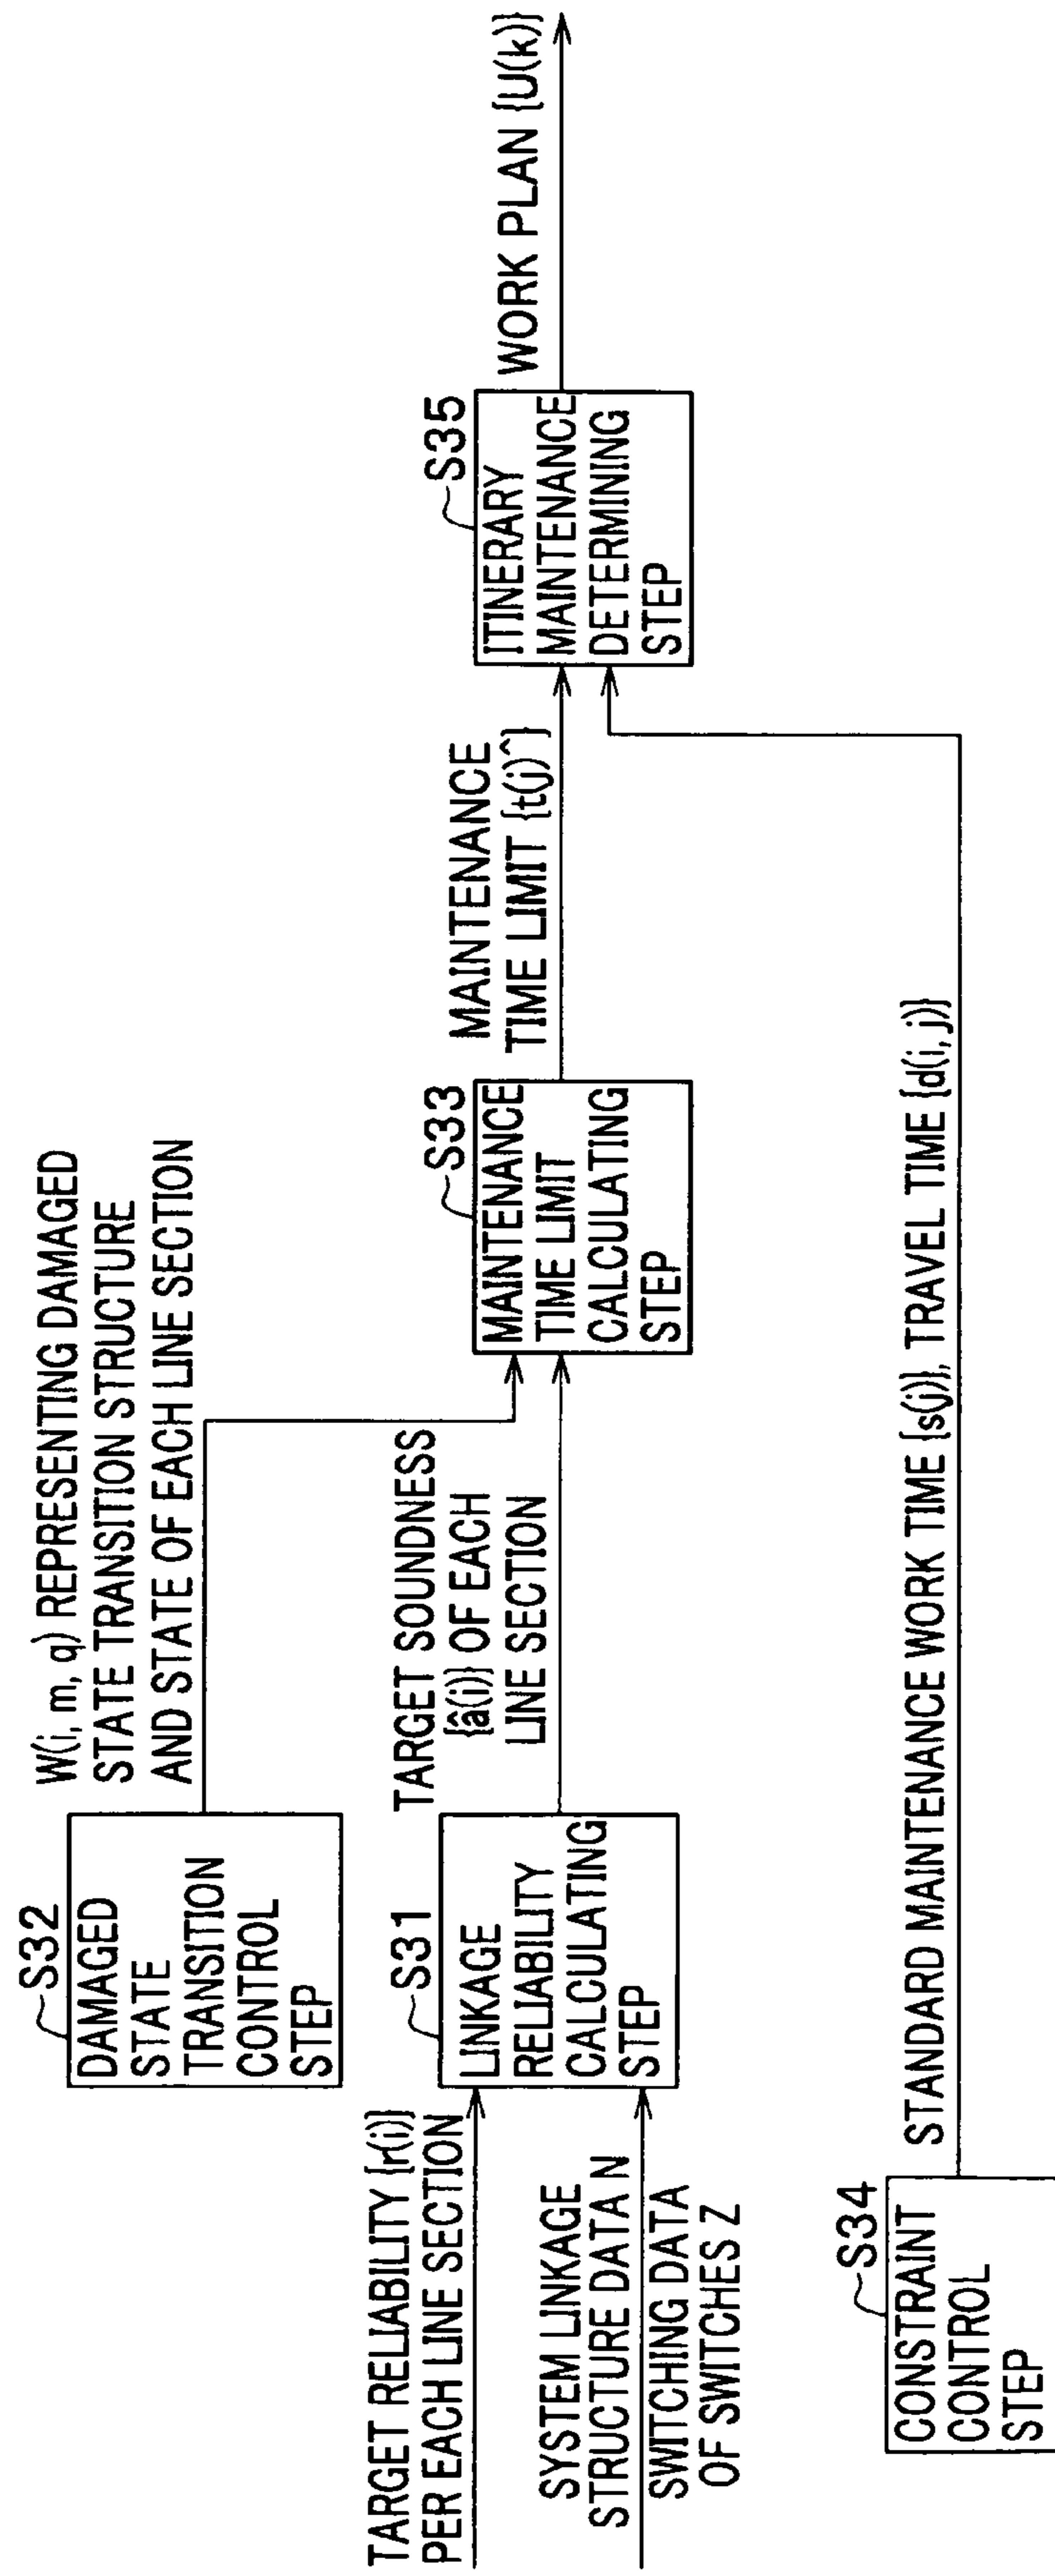 TARGET RELIABILITY {r(i)}
PER EACH LINE SECTION
SYSTEM LINKAGE
STRUCTURE DATA N
SWITCHING DATA
OF SWITCHES Z
S32
DAMAGED
STATE
TRANSITION
CONTROL
STEP
S31
LINKAGE
RELIABILITY
CALCULATING
STEP
S34
CONSTRAINT
CONTROL
STEP
W(i, m, q) REPRESENTING DAMAGED
STATE TRANSITION STRUCTURE
AND STATE OF EACH LINE SECTION
TARGET SOUNDNESS
{â(i)} OF EACH
LINE SECTION
STANDARD MAINTENANCE WORK TIME {s(j)}, TRAVEL TIME {d(i, j)}
S33
MAINTENANCE
TIME LIMIT
CALCULATING
STEP
MAINTENANCE
TIME LIMIT {t(j)^}
S35
ITINERARY
MAINTENANCE
DETERMINING
STEP
WORK PLAN {U(k)}